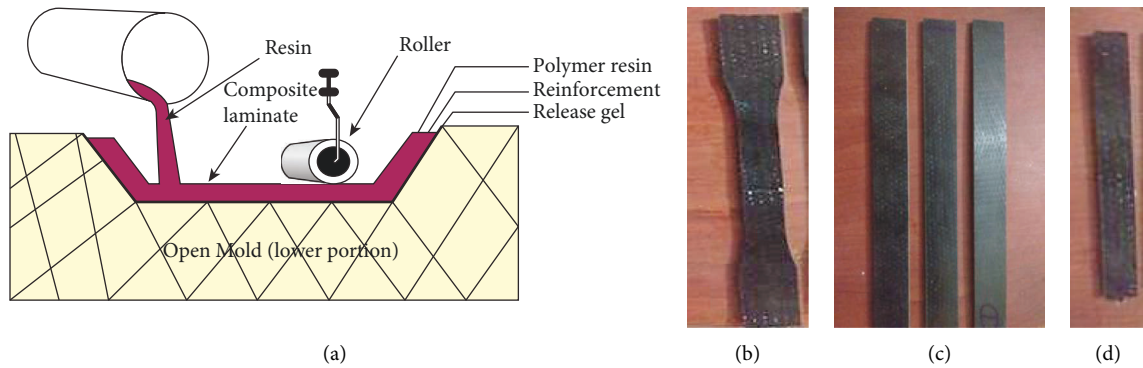 Resin
Roller
Composite
laminate
Polymer resin
Reinforcement
Release gel
Open Mold (lower portion)
(a)
(b)
(c)
(d)